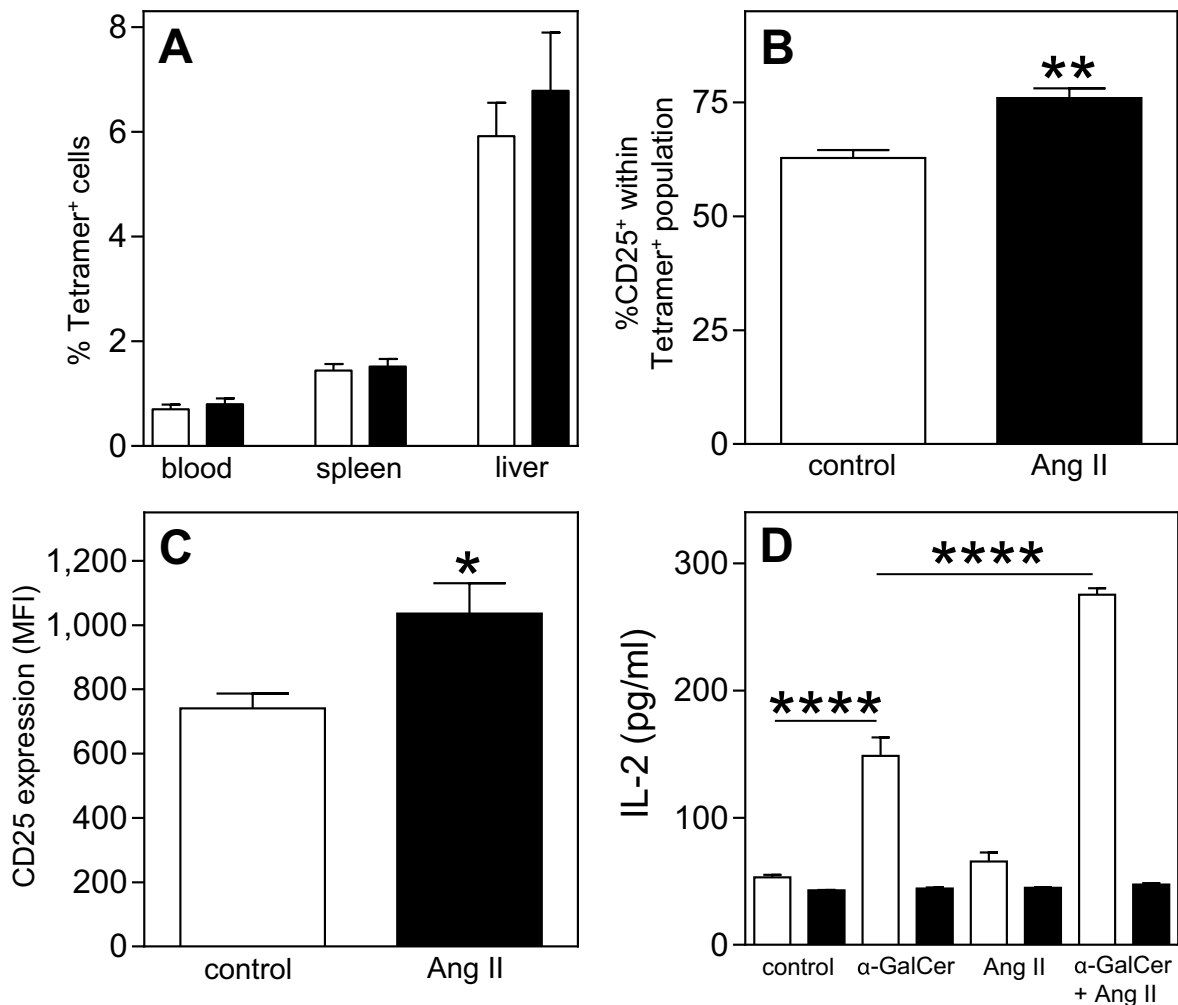 A
8
6
4
2
0
% Tetramer⁺ cells
blood spleen liver
B
**
75
50
25
0
%CD25⁺ within
Tetramer⁺ population
control Ang II
C
*
1,200
1,000
800
600
400
200
0
CD25 expression (MFI)
control Ang II
D
****
****
300
200
100
0
IL-2 (pg/ml)
control α-GalCer Ang II α-GalCer
+ Ang II